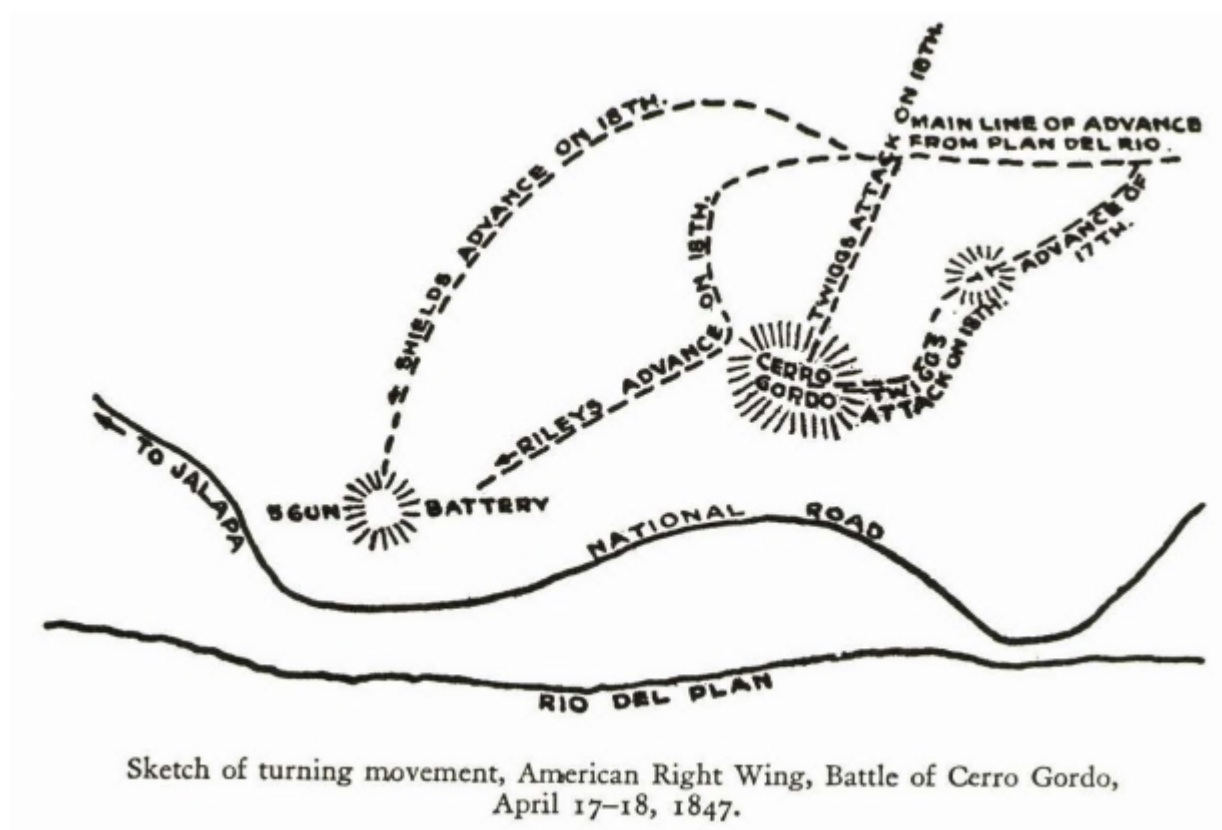 TWIGGS ATTACK ON 18TH.
MAIN LINE OF ADVANCE
FROM PLAN DEL RIO.
SHIELDS ADVANCE ON 18TH.
ADVANCE OF
17TH.
RILEYS ADVANCE ON 18TH.
CERRO
GORDO
TWIGGS
ATTACK ON 18TH.
TO JALAPA
5 GUN BATTERY
NATIONAL ROAD
RIO DEL PLAN
Sketch of turning movement, American Right Wing, Battle of Cerro Gordo,
April 17–18, 1847.